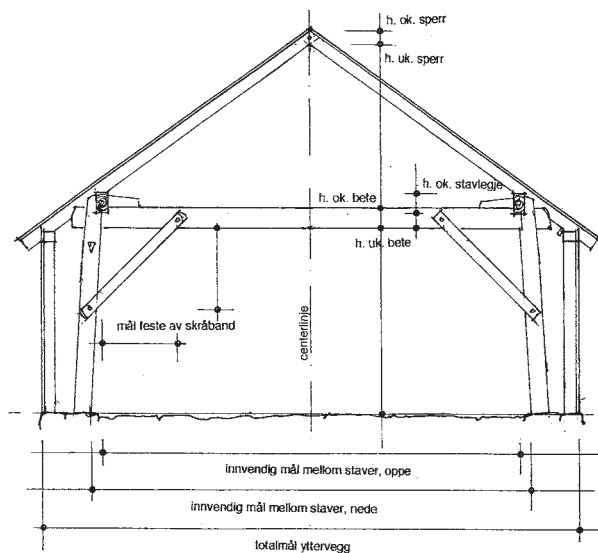 h. ok. sperr
h. uk. sperr
h. ok. stavlegje
h. ok. bete
h. uk. bete
mål feste av skråband
centerlinje
innvendig mål mellom staver, oppe
innvendig mål mellom staver, nede
totalmål yttervegg